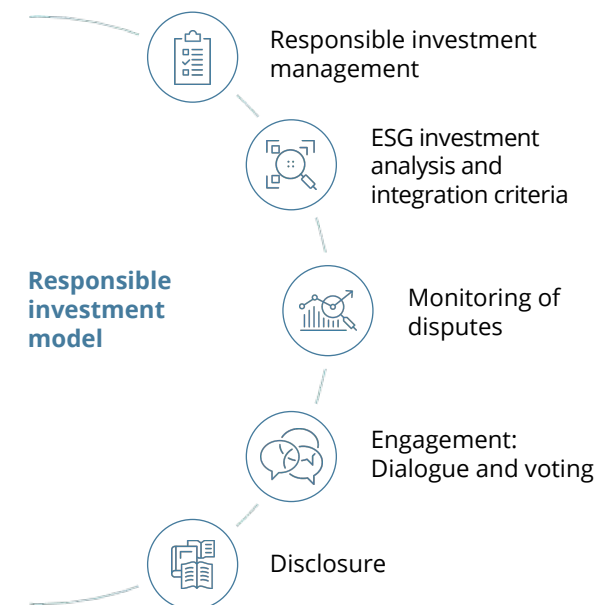 Responsible investment
management
ESG investment
analysis and
integration criteria
Responsible
investment
model
Monitoring of
disputes
Engagement:
Dialogue and voting
Disclosure